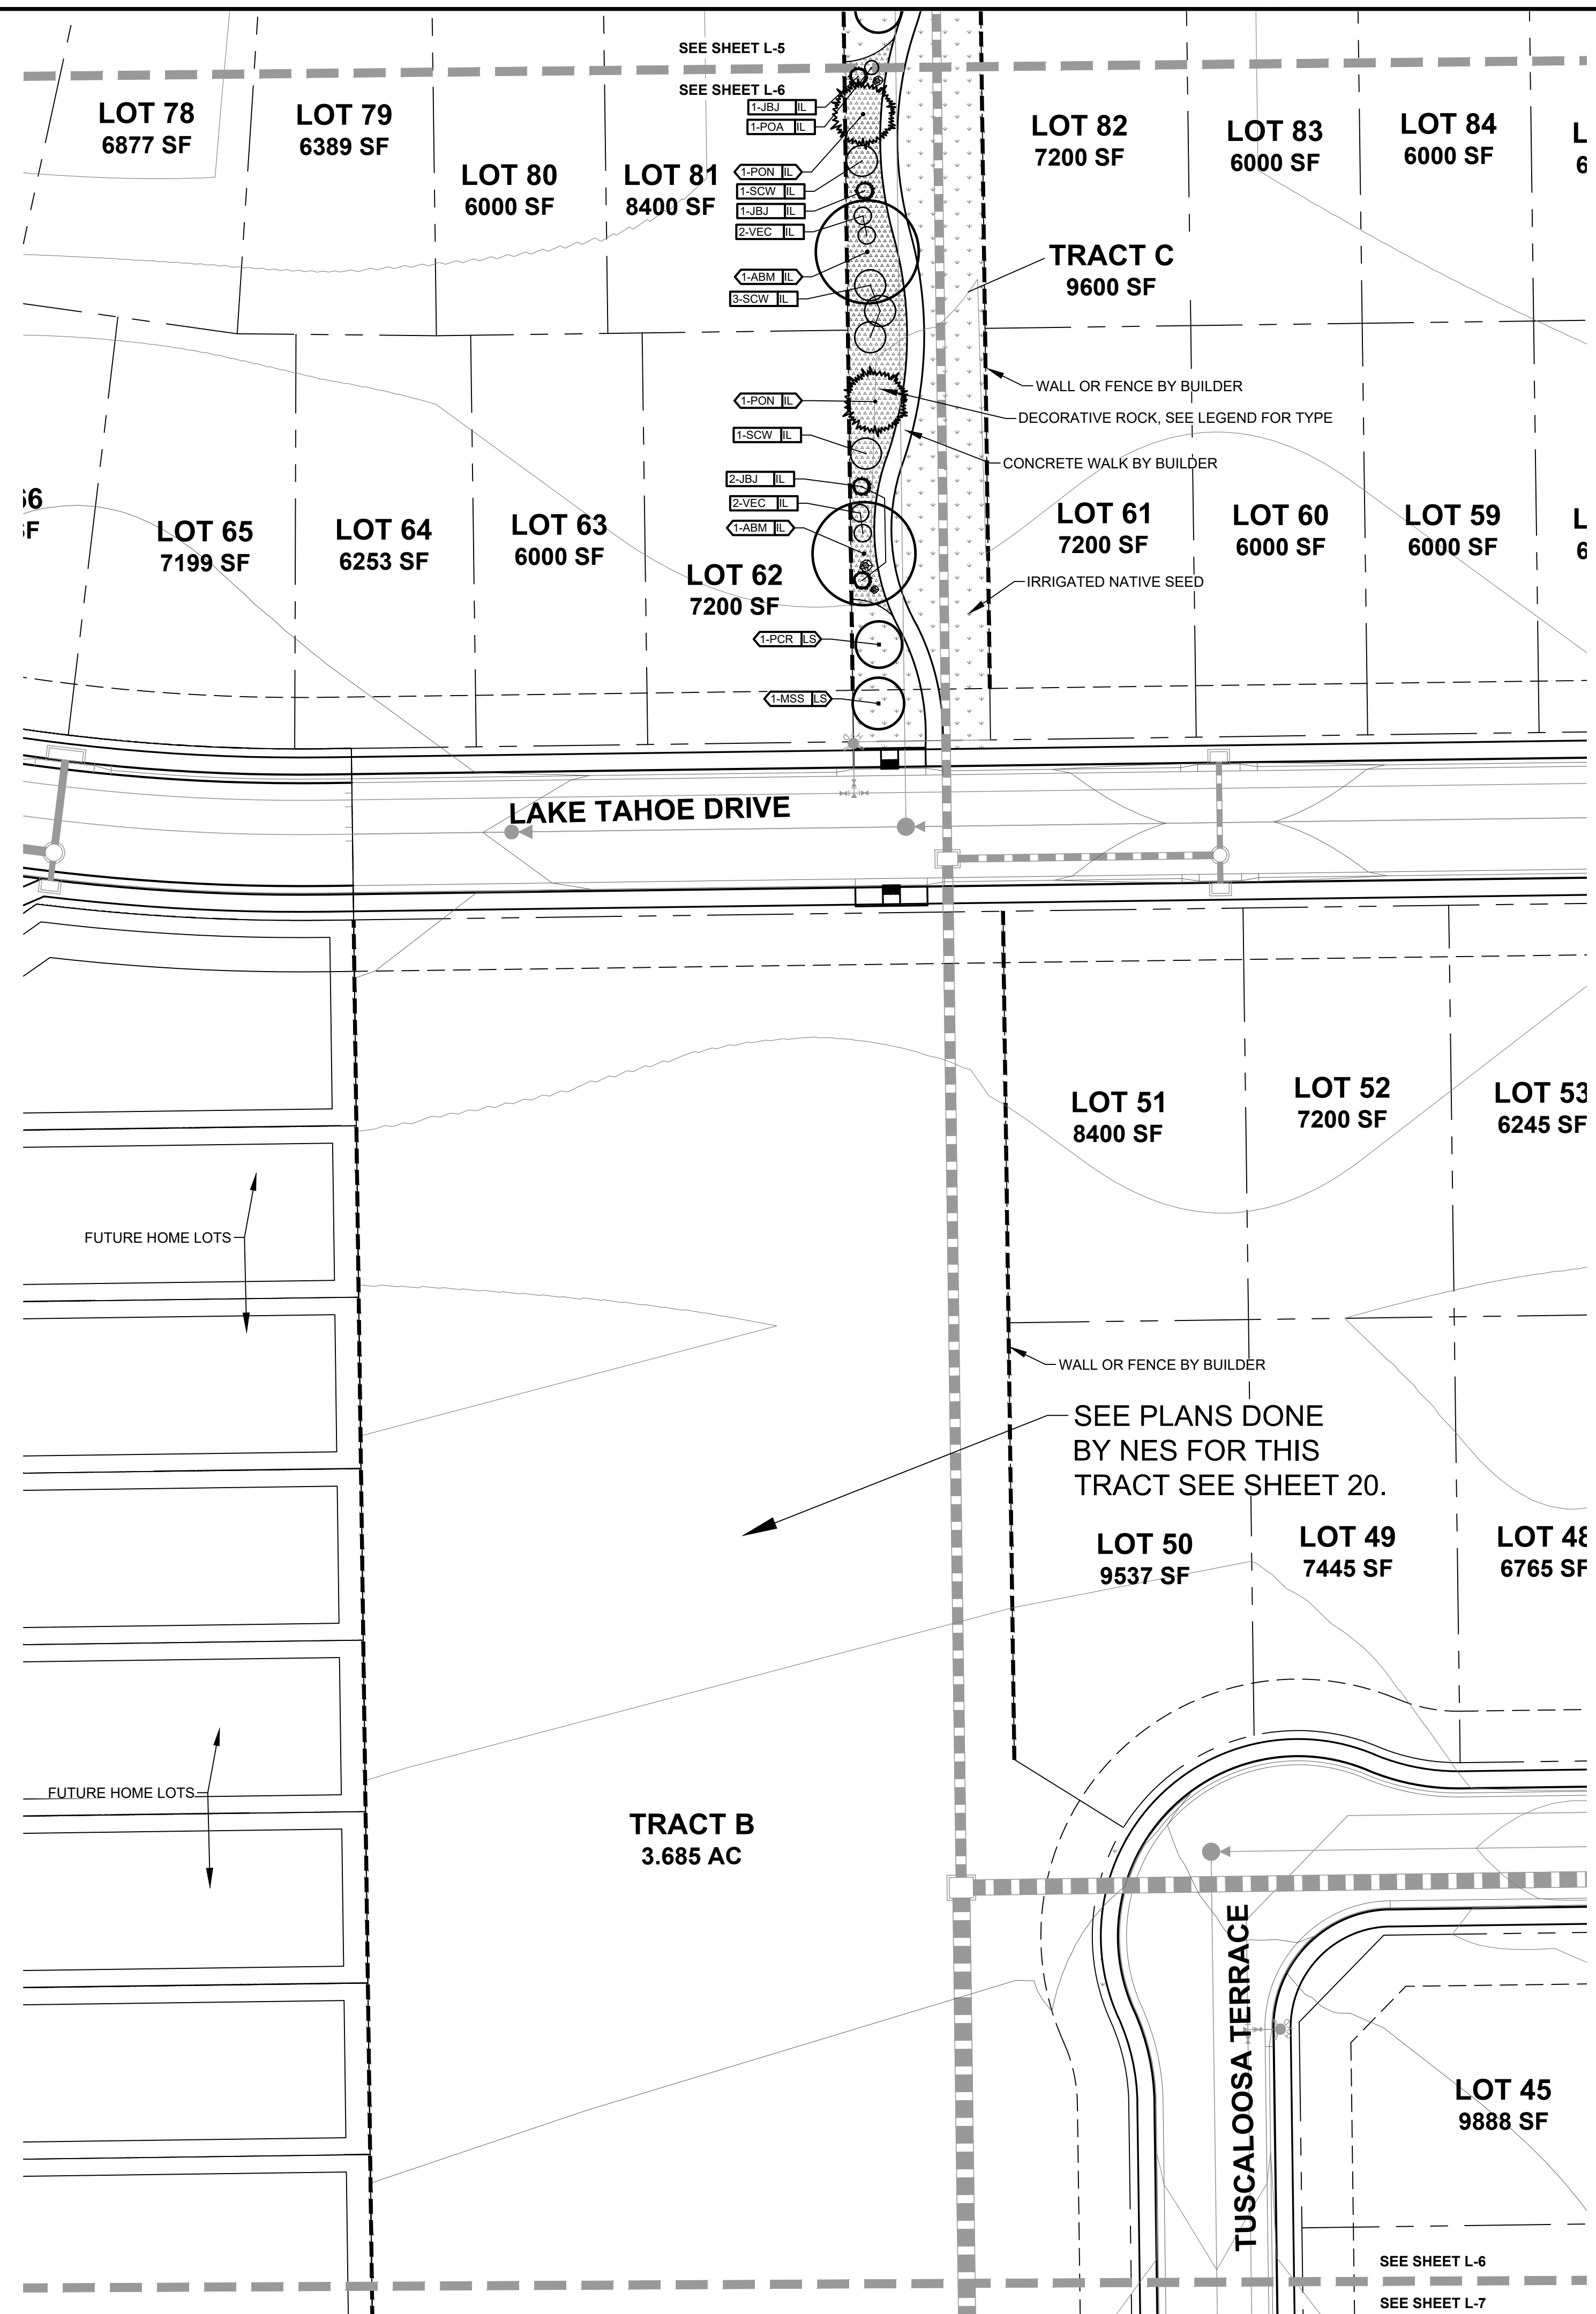 SEE SHEET L-5
SEE SHEET L-6
LOT 78
6877 SF
LOT 79
6389 SF
LOT 80
6000 SF
LOT 81
8400 SF
1-JBJ IL
1-POA IL
1-PON IL
1-SCW IL
1-JBJ IL
2-VEC IL
1-ABM IL
3-SCW IL
1-PON IL
1-SCW IL
2-JBJ IL
2-VEC IL
1-ABM IL
1-PCR LS
1-MSS LS
LOT 82
7200 SF
LOT 83
6000 SF
LOT 84
6000 SF
TRACT C
9600 SF
WALL OR FENCE BY BUILDER
DECORATIVE ROCK, SEE LEGEND FOR TYPE
CONCRETE WALK BY BUILDER
IRRIGATED NATIVE SEED
LOT 65
7199 SF
LOT 64
6253 SF
LOT 63
6000 SF
LOT 62
7200 SF
LOT 61
7200 SF
LOT 60
6000 SF
LOT 59
6000 SF
LAKE TAHOE DRIVE
LOT 51
8400 SF
LOT 52
7200 SF
LOT 53
6245 SF
FUTURE HOME LOTS
WALL OR FENCE BY BUILDER
SEE PLANS DONE
BY NES FOR THIS
TRACT SEE SHEET 20.
LOT 50
9537 SF
LOT 49
7445 SF
LOT 48
6765 SF
FUTURE HOME LOTS
TRACT B
3.685 AC
TUSCALOOSA TERRACE
LOT 45
9888 SF
SEE SHEET L-6
SEE SHEET L-7